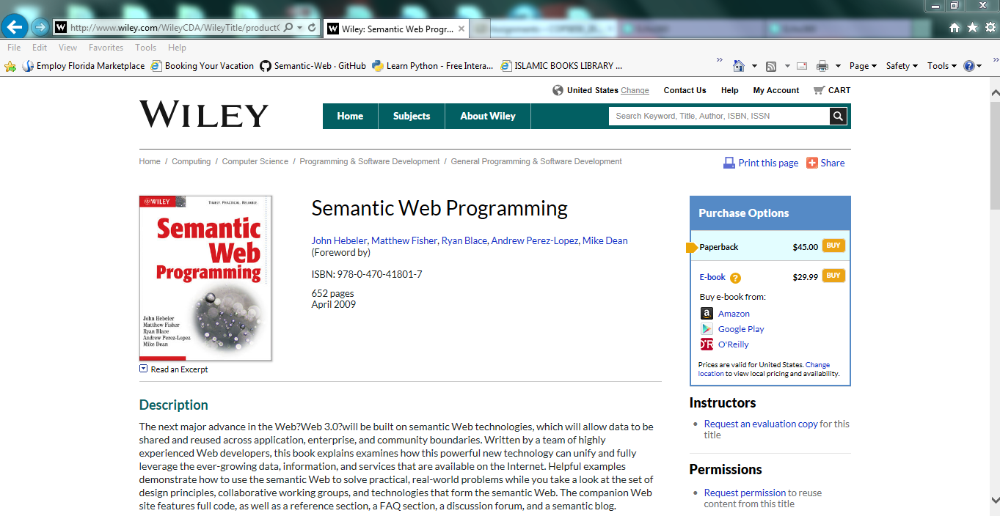 http://www.wiley.com/WileyCDA/WileyTitle/product
Wiley: Semantic Web Progr...
File Edit View Favorites Tools Help
Employ Florida Marketplace Booking Your Vacation Semantic-Web · GitHub Learn Python - Free Intera... ISLAMIC BOOKS LIBRARY ... Page Safety Tools
United States Change Contact Us Help My Account CART
WILEY
Home Subjects About Wiley Search Keyword, Title, Author, ISBN, ISSN
Home / Computing / Computer Science / Programming & Software Development / General Programming & Software Development
Print this page Share
WILEY TIMELY. PRACTICAL. RELIABLE.
Semantic
Web
Programming
John Hebeler
Matthew Fisher
Ryan Blace
Andrew Perez-Lopez
Mike Dean
Read an Excerpt
Semantic Web Programming
John Hebeler, Matthew Fisher, Ryan Blace, Andrew Perez-Lopez, Mike Dean
(Foreword by)
ISBN: 978-0-470-41801-7
652 pages
April 2009
Purchase Options
Paperback $45.00 BUY
E-book ? $29.99 BUY
Buy e-book from:
a Amazon
Google Play
O'R O'Reilly
Prices are valid for United States. Change
location to view local pricing and availability.
Description
The next major advance in the Web?Web 3.0?will be built on semantic Web technologies, which will allow data to be
shared and reused across application, enterprise, and community boundaries. Written by a team of highly
experienced Web developers, this book explains examines how this powerful new technology can unify and fully
leverage the ever-growing data, information, and services that are available on the Internet. Helpful examples
demonstrate how to use the semantic Web to solve practical, real-world problems while you take a look at the set of
design principles, collaborative working groups, and technologies that form the semantic Web. The companion Web
site features full code, as well as a reference section, a FAQ section, a discussion forum, and a semantic blog.
Instructors
Request an evaluation copy for this
title
Permissions
Request permission to reuse
content from this title